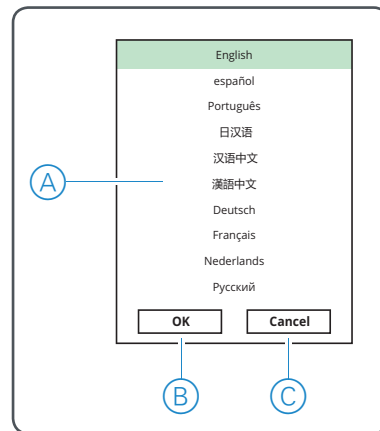 English
español
Português
日汉语
汉语中文
漢語中文
Deutsch
Français
Nederlands
Русский
OK Cancel
A
B C